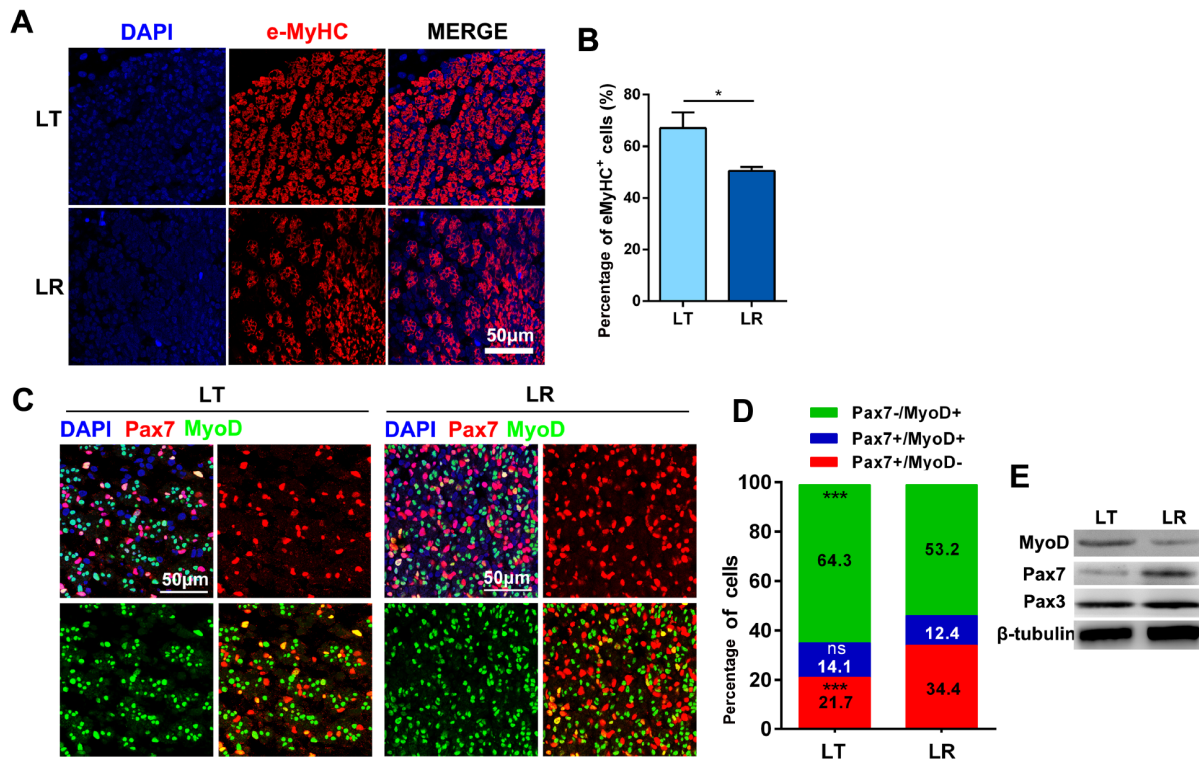 A
DAPI e-MyHC MERGE
LT
LR
50μm
B
Percentage of eMyHC+ cells (%)
80
60
40
20
0
*
LT LR
C
LT LR
DAPI Pax7 MyoD DAPI Pax7 MyoD
50μm 50μm
D
Pax7-/MyoD+
Pax7+/MyoD+
Pax7+/MyoD-
Percentage of cells
100
80
60
40
20
0
***
64.3
ns
14.1
***
21.7
53.2
12.4
34.4
LT LR
E
LT LR
MyoD
Pax7
Pax3
β-tubulin